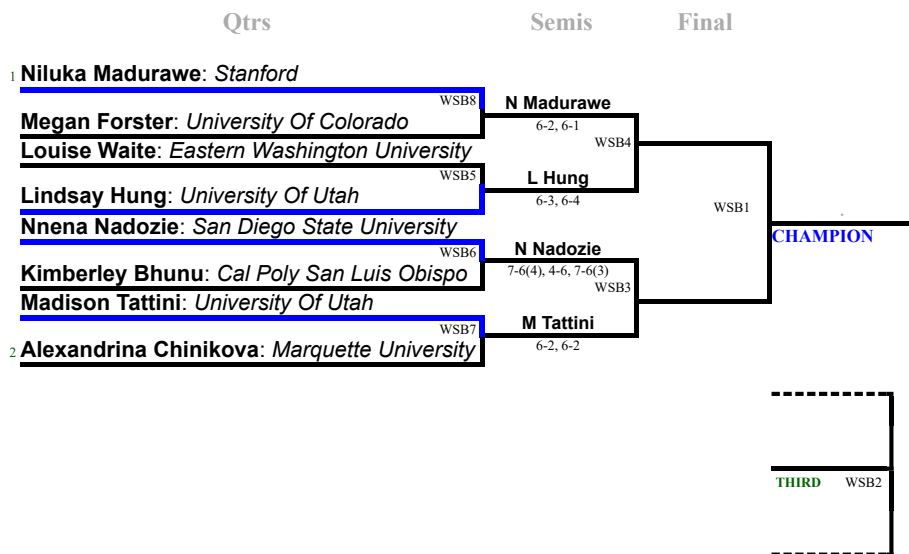 Qtrs Semis Final
1 Niluka Madurawe: Stanford
WSB8 N Madurawe
Megan Forster: University Of Colorado 6-2, 6-1
WSB4
Louise Waite: Eastern Washington University
WSB5 L Hung
Lindsay Hung: University Of Utah 6-3, 6-4
WSB1
Nnena Nadozie: San Diego State University
CHAMPION
WSB6 N Nadozie
Kimberley Bhunu: Cal Poly San Luis Obispo 7-6(4), 4-6, 7-6(3)
WSB3
Madison Tattini: University Of Utah
WSB7 M Tattini
2 Alexandrina Chinikova: Marquette University 6-2, 6-2
THIRD WSB2